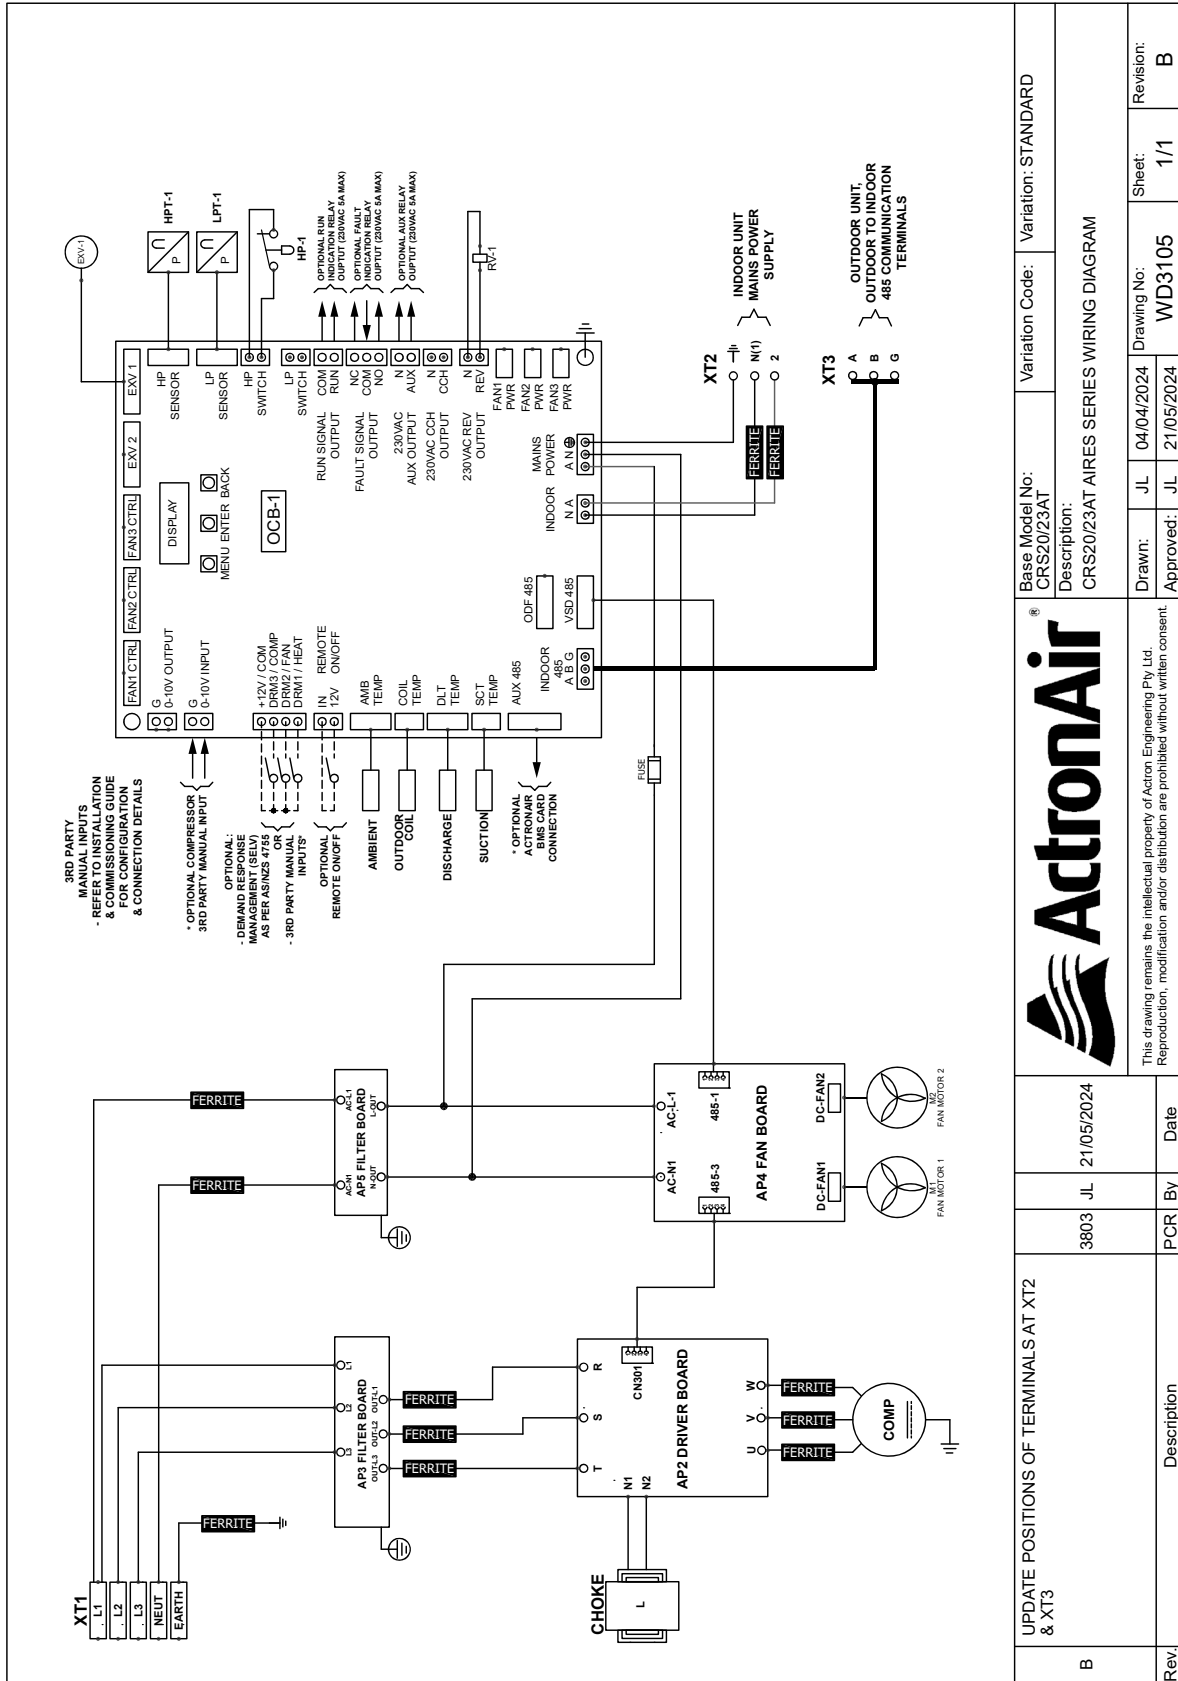 XT1
L1
L2
L3
NEUT
EARTH
FERRITE
FERRITE
FERRITE
AP3 FILTER BOARD
L1
L2
L3
OUT-L1
OUT-L2
OUT-L3
FERRITE
FERRITE
FERRITE
AP5 FILTER BOARD
AC-L1
AC-N1
L-OUT
N-OUT
CHOKE
L
AP2 DRIVER BOARD
R
S
T
N1
N2
CN301
U
V
W
FERRITE
FERRITE
FERRITE
COMP
AP4 FAN BOARD
AC-L-1
AC-N1
485-1
485-3
DC-FAN1
DC-FAN2
M1
FAN MOTOR 1
M2
FAN MOTOR 2
FUSE
3RD PARTY
MANUAL INPUTS
- REFER TO INSTALLATION
& COMMISSIONING GUIDE
FOR CONFIGURATION
& CONNECTION DETAILS
* OPTIONAL COMPRESSOR
3RD PARTY MANUAL INPUT
OPTIONAL:
- DEMAND RESPONSE
MANAGEMENT (SELV)
AS PER AS/NZS 4755
OR
- 3RD PARTY MANUAL
INPUTS*
OPTIONAL
REMOTE ON/OFF
AMBIENT
OUTDOOR
COIL
DISCHARGE
SUCTION
* OPTIONAL
ACTRONAIR
BMS CARD
CONNECTION
FAN1 CTRL
FAN2 CTRL
FAN3 CTRL
EXV 2
EXV 1
EXV-1
G
0-10V OUTPUT
G
0-10V INPUT
+12V / COM
DRM3 / COMP
DRM2 / FAN
DRM1 / HEAT
IN
12V
REMOTE
ON/OFF
AMB
TEMP
COIL
TEMP
DLT
TEMP
SCT
TEMP
AUX 485
DISPLAY
MENU
ENTER
BACK
OCB-1
INDOOR
485
A B G
ODF 485
VSD 485
INDOOR
N A
MAINS
POWER
A N
HP
SENSOR
LP
SENSOR
HP
SWITCH
LP
SWITCH
RUN SIGNAL
OUTPUT
COM
RUN
FAULT SIGNAL
OUTPUT
NC
COM
NO
230VAC
AUX OUTPUT
N
AUX
230VAC CCH
OUTPUT
N
CCH
230VAC REV
OUTPUT
N
REV
FAN1
PWR
FAN2
PWR
FAN3
PWR
HPT-1
P
LPT-1
P
HP-1
OPTIONAL RUN
INDICATION RELAY
OUPTUT (230VAC 5A MAX)
OPTIONAL FAULT
INDICATION RELAY
OUPTUT (230VAC 5A MAX)
OPTIONAL AUX RELAY
OUPTUT (230VAC 5A MAX)
RV-1
XT2
N(1)
2
INDOOR UNIT
MAINS POWER
SUPPLY
FERRITE
FERRITE
XT3
A
B
G
OUTDOOR UNIT,
OUTDOOR TO INDOOR
485 COMMUNICATION
TERMINALS
B
UPDATE POSITIONS OF TERMINALS AT XT2
& XT3
3803
JL
21/05/2024
Rev.
Description
PCR
By
Date
ActronAir®
This drawing remains the intellectual property of Actron Engineering Pty Ltd.
Reproduction, modification and/or distribution are prohibited without written consent.
Base Model No:
CRS20/23AT
Variation Code:
Variation: STANDARD
Description:
CRS20/23AT AIRES SERIES WIRING DIAGRAM
Drawn:
JL
04/04/2024
Approved:
JL
21/05/2024
Drawing No:
WD3105
Sheet:
1/1
Revision:
B